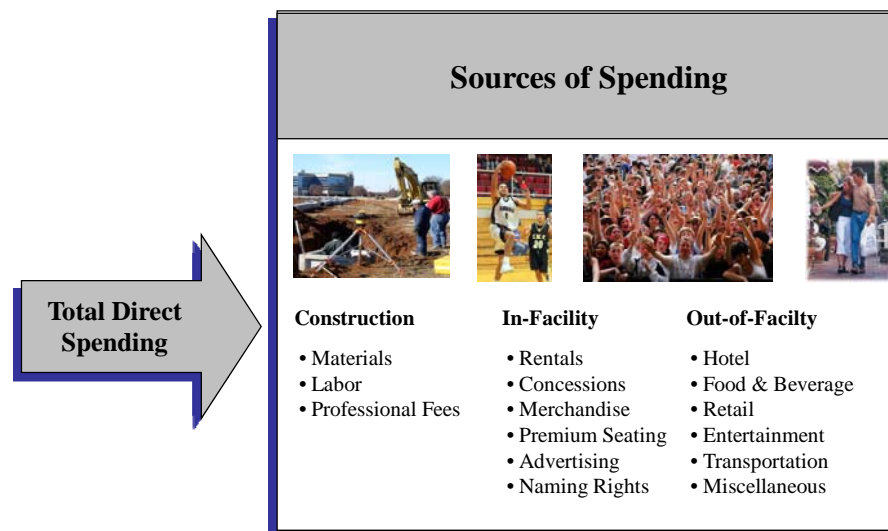 Sources of Spending
Total Direct
Spending
Construction
• Materials
• Labor
• Professional Fees
In-Facility
• Rentals
• Concessions
• Merchandise
• Premium Seating
• Advertising
• Naming Rights
Out-of-Facilty
• Hotel
• Food & Beverage
• Retail
• Entertainment
• Transportation
• Miscellaneous